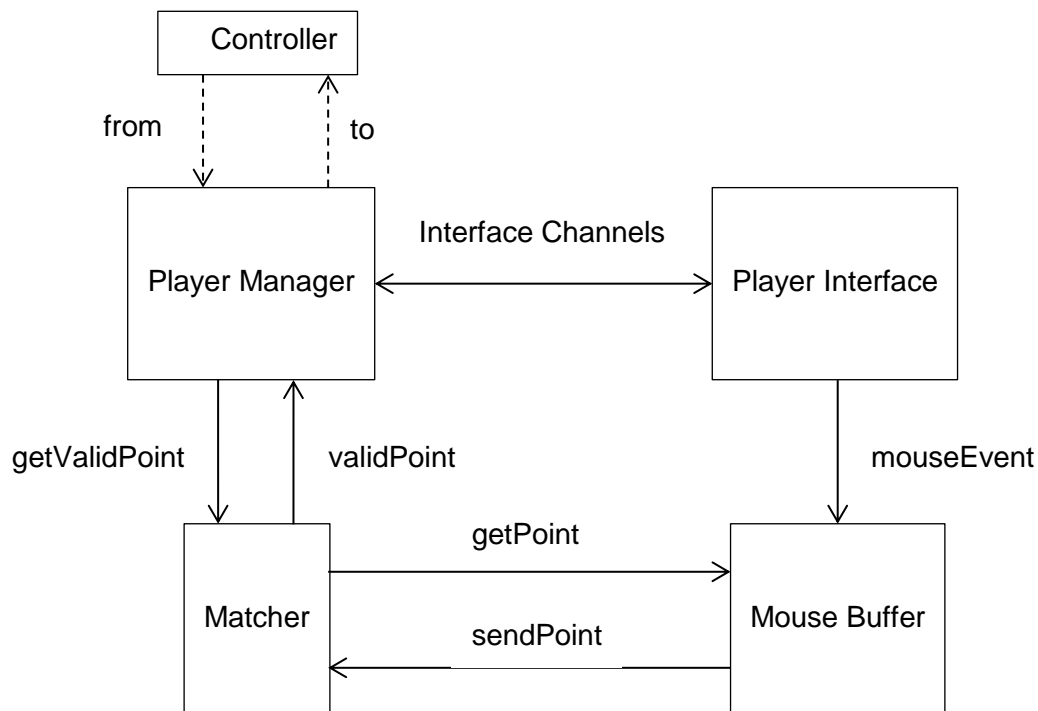 Controller
from
to
Interface Channels
Player Manager
Player Interface
getValidPoint
validPoint
mouseEvent
getPoint
Matcher
Mouse Buffer
sendPoint